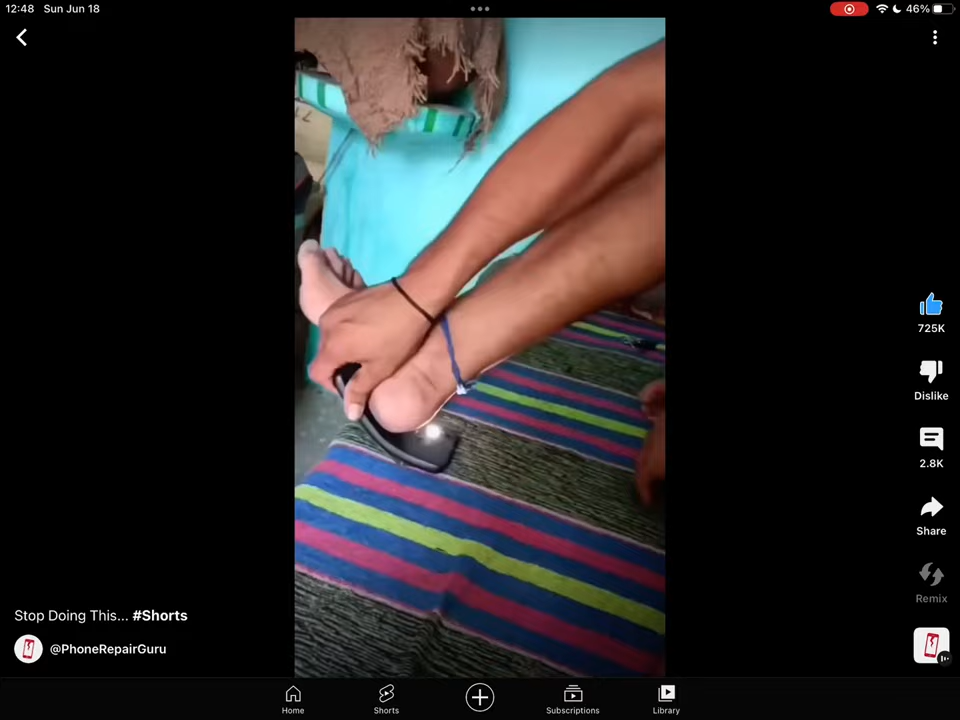 12:48 Sun Jun 18
46%
725K
Dislike
2.8K
Share
Remix
Stop Doing This... #Shorts
@PhoneRepairGuru
Home
Shorts
Subscriptions
Library